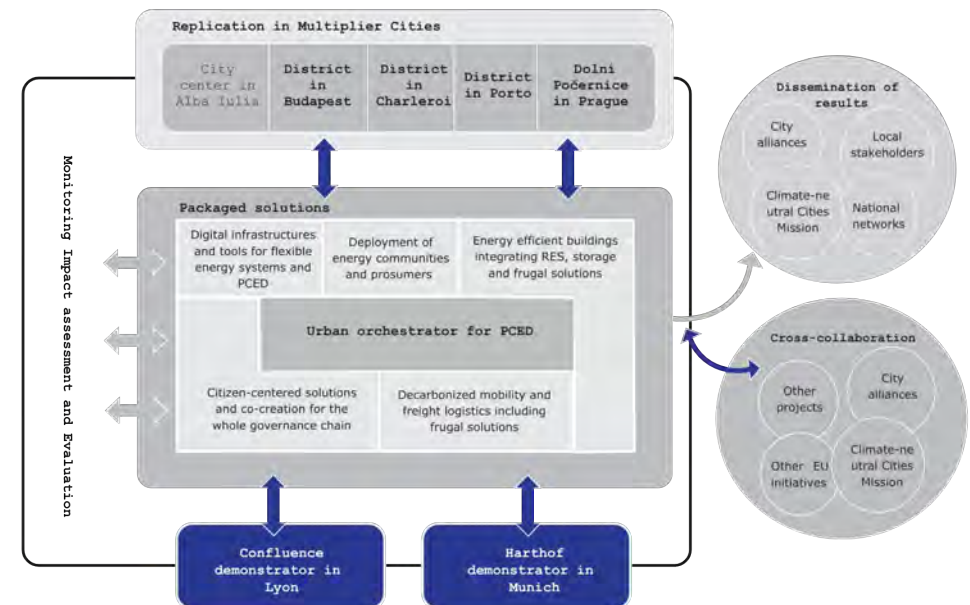 Replication in Multiplier Cities
City
center in
Alba Iulia
District
in
Budapest
District
in
Charleroi
District
in Porto
Dolni
Počernice
in Prague
Monitoring Impact assessment and Evaluation
Packaged solutions
Digital infrastructures
and tools for flexible
energy systems and
PCED
Deployment of
energy communities
and prosumers
Energy efficient buildings
integrating RES, storage
and frugal solutions
Urban orchestrator for PCED
Citizen-centered solutions
and co-creation for the
whole governance chain
Decarbonized mobility and
freight logistics including
frugal solutions
Confluence
demonstrator in
Lyon
Harthof
demonstrator in
Munich
Dissemination of
results
City
alliances
Local
stakeholders
Climate-ne
utral Cities
Mission
National
networks
Cross-collaboration
Other
projects
City
alliances
Other EU
initiatives
Climate-ne
utral Cities
Mission